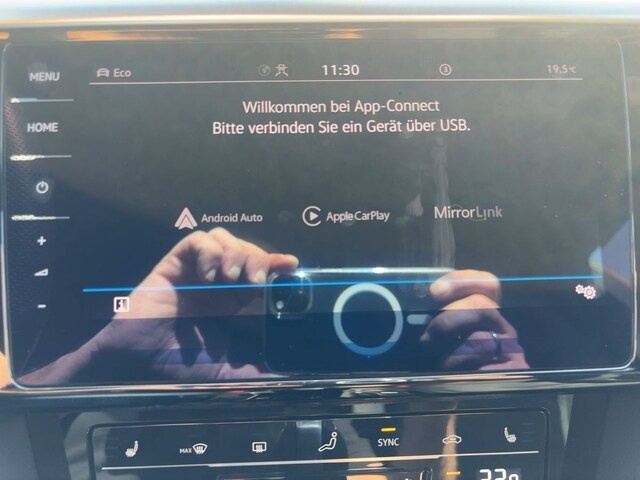 MENU
Eco
11:30
3
19.5°C
HOME
Willkommen bei App-Connect
Bitte verbinden Sie ein Gerät über USB.
Android Auto
Apple CarPlay
MirrorLink
MAX
SYNC